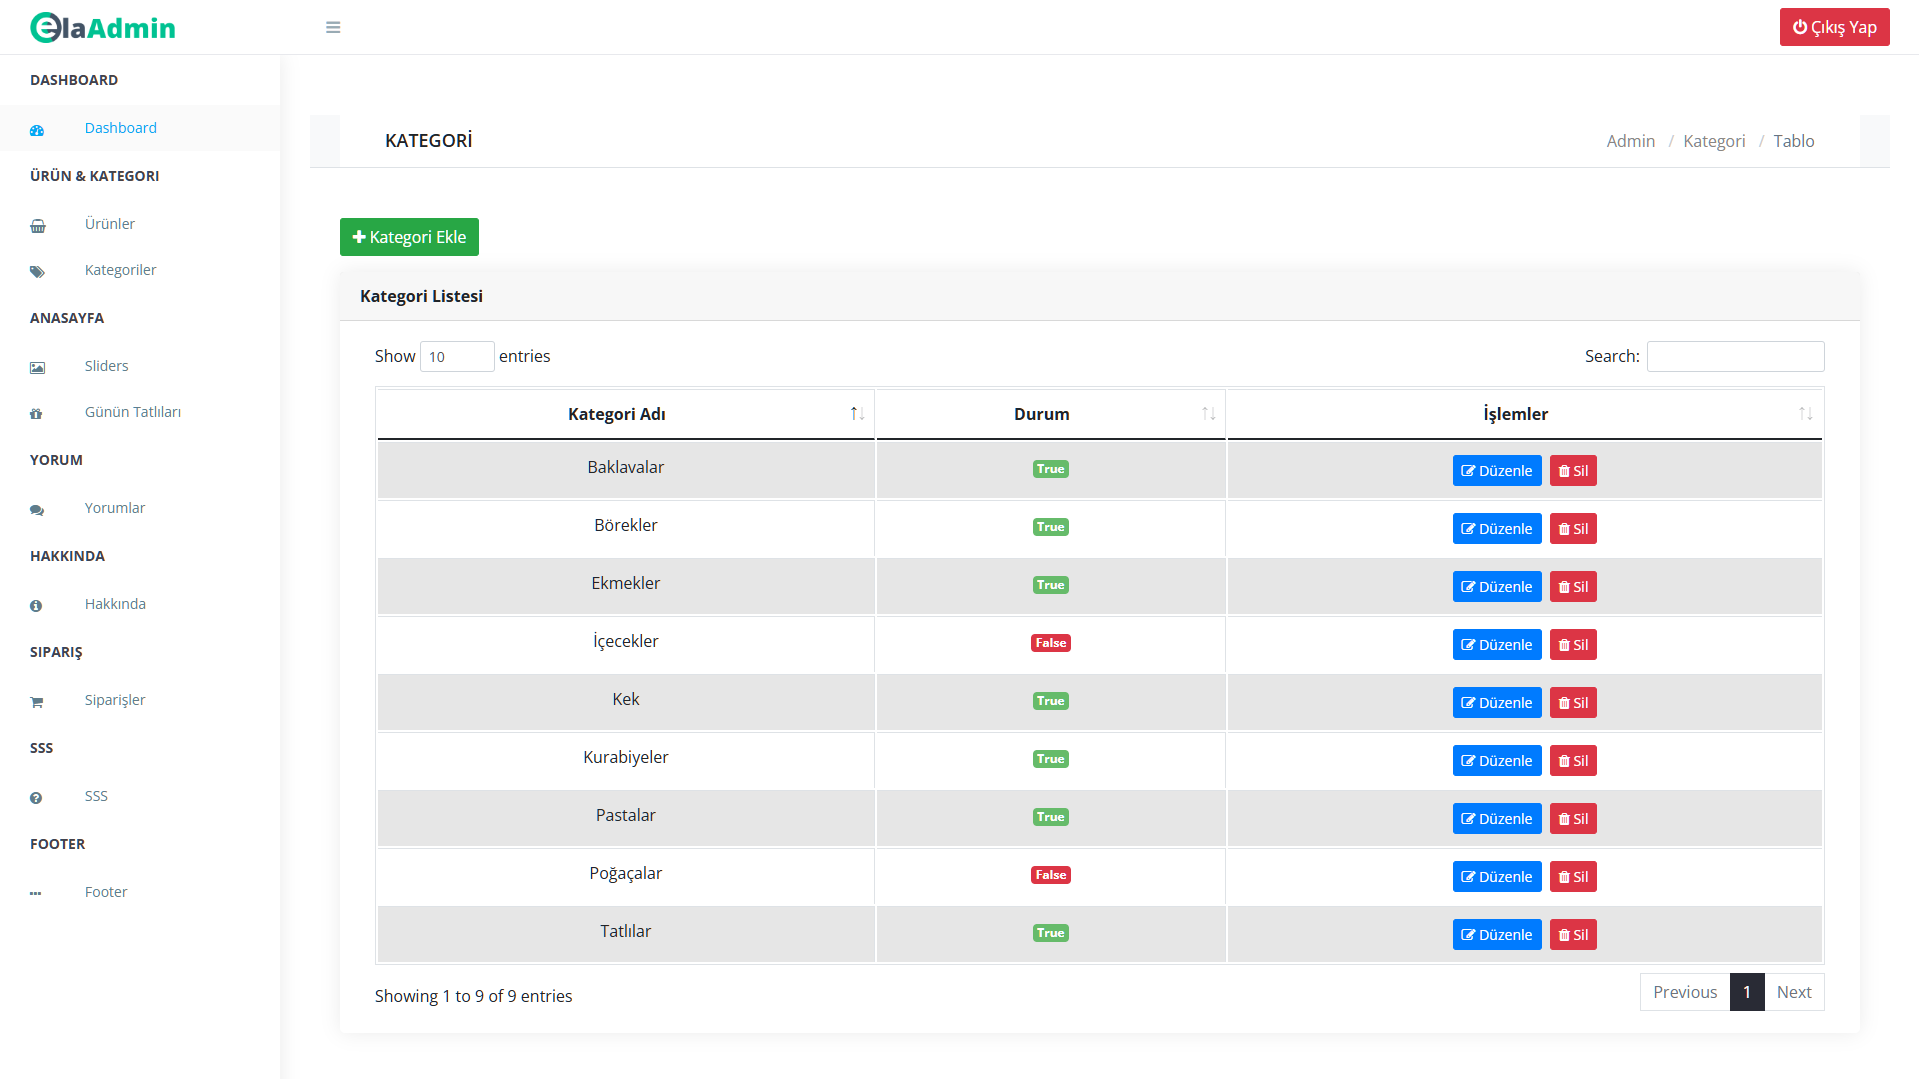 elaAdmin
Çıkış Yap
DASHBOARD
Dashboard
ÜRÜN & KATEGORI
Ürünler
Kategoriler
ANASAYFA
Sliders
Günün Tatlıları
YORUM
Yorumlar
HAKKINDA
Hakkında
SIPARIŞ
Siparişler
SSS
SSS
FOOTER
Footer
KATEGORİ
Admin / Kategori / Tablo
Kategori Ekle
Kategori Listesi
Show 10 entries Search:
Kategori Adı Durum İşlemler
Baklavalar True Düzenle Sil
Börekler True Düzenle Sil
Ekmekler True Düzenle Sil
İçecekler False Düzenle Sil
Kek True Düzenle Sil
Kurabiyeler True Düzenle Sil
Pastalar True Düzenle Sil
Poğaçalar False Düzenle Sil
Tatlılar True Düzenle Sil
Showing 1 to 9 of 9 entries Previous 1 Next